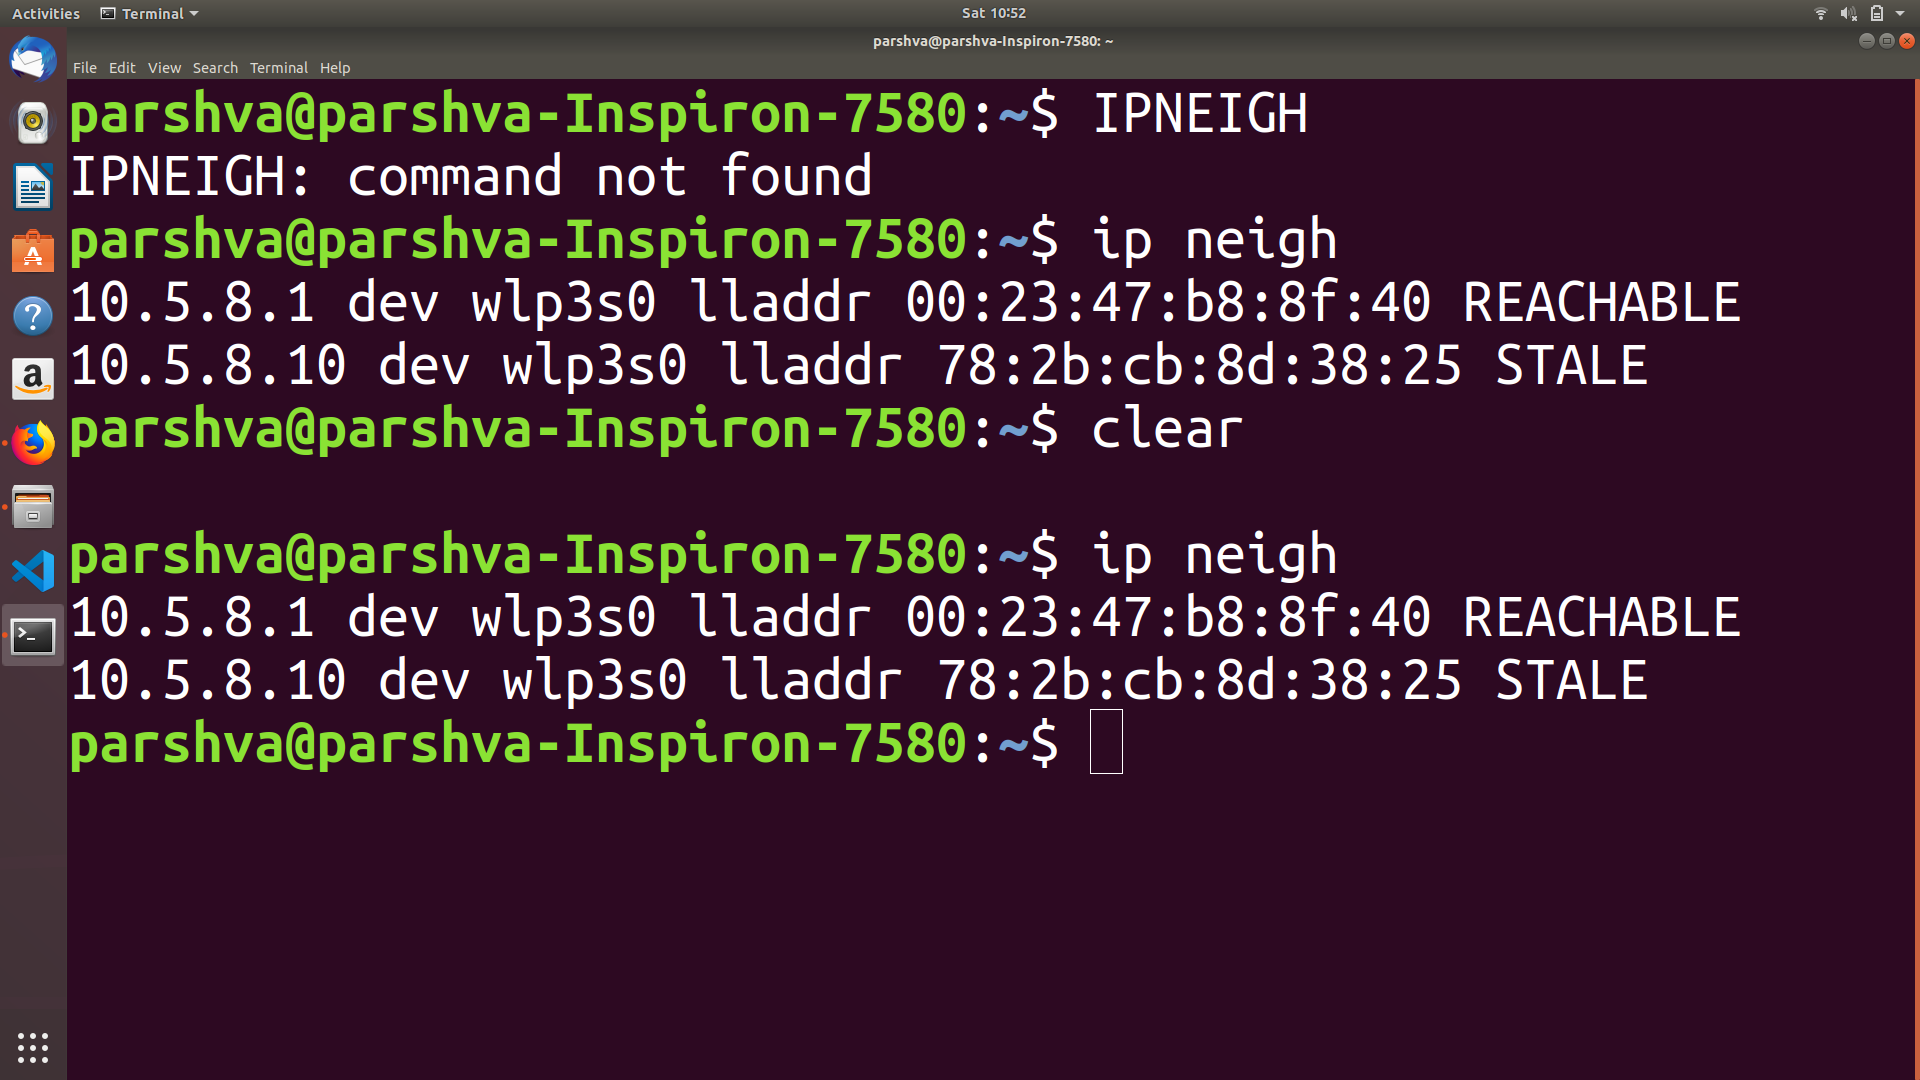 Activities Terminal Sat 10:52
parshva@parshva-Inspiron-7580: ~
File Edit View Search Terminal Help
parshva@parshva-Inspiron-7580:~$ IPNEIGH
IPNEIGH: command not found
parshva@parshva-Inspiron-7580:~$ ip neigh
10.5.8.1 dev wlp3s0 lladdr 00:23:47:b8:8f:40 REACHABLE
10.5.8.10 dev wlp3s0 lladdr 78:2b:cb:8d:38:25 STALE
parshva@parshva-Inspiron-7580:~$ clear
parshva@parshva-Inspiron-7580:~$ ip neigh
10.5.8.1 dev wlp3s0 lladdr 00:23:47:b8:8f:40 REACHABLE
10.5.8.10 dev wlp3s0 lladdr 78:2b:cb:8d:38:25 STALE
parshva@parshva-Inspiron-7580:~$